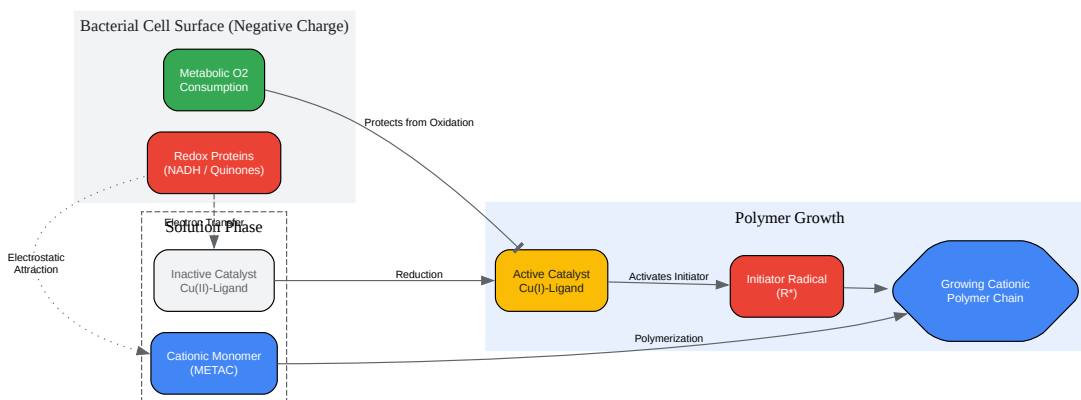 Bacterial Cell Surface (Negative Charge)
Metabolic O2
Consumption
Protects from Oxidation
Redox Proteins
(NADH / Quinones)
Electron Transfer
Solution Phase
Electrostatic
Attraction
Inactive Catalyst
Cu(II)-Ligand
Reduction
Cationic Monomer
(METAC)
Polymerization
Polymer Growth
Active Catalyst
Cu(I)-Ligand
Activates Initiator
Initiator Radical
(R*)
Growing Cationic
Polymer Chain